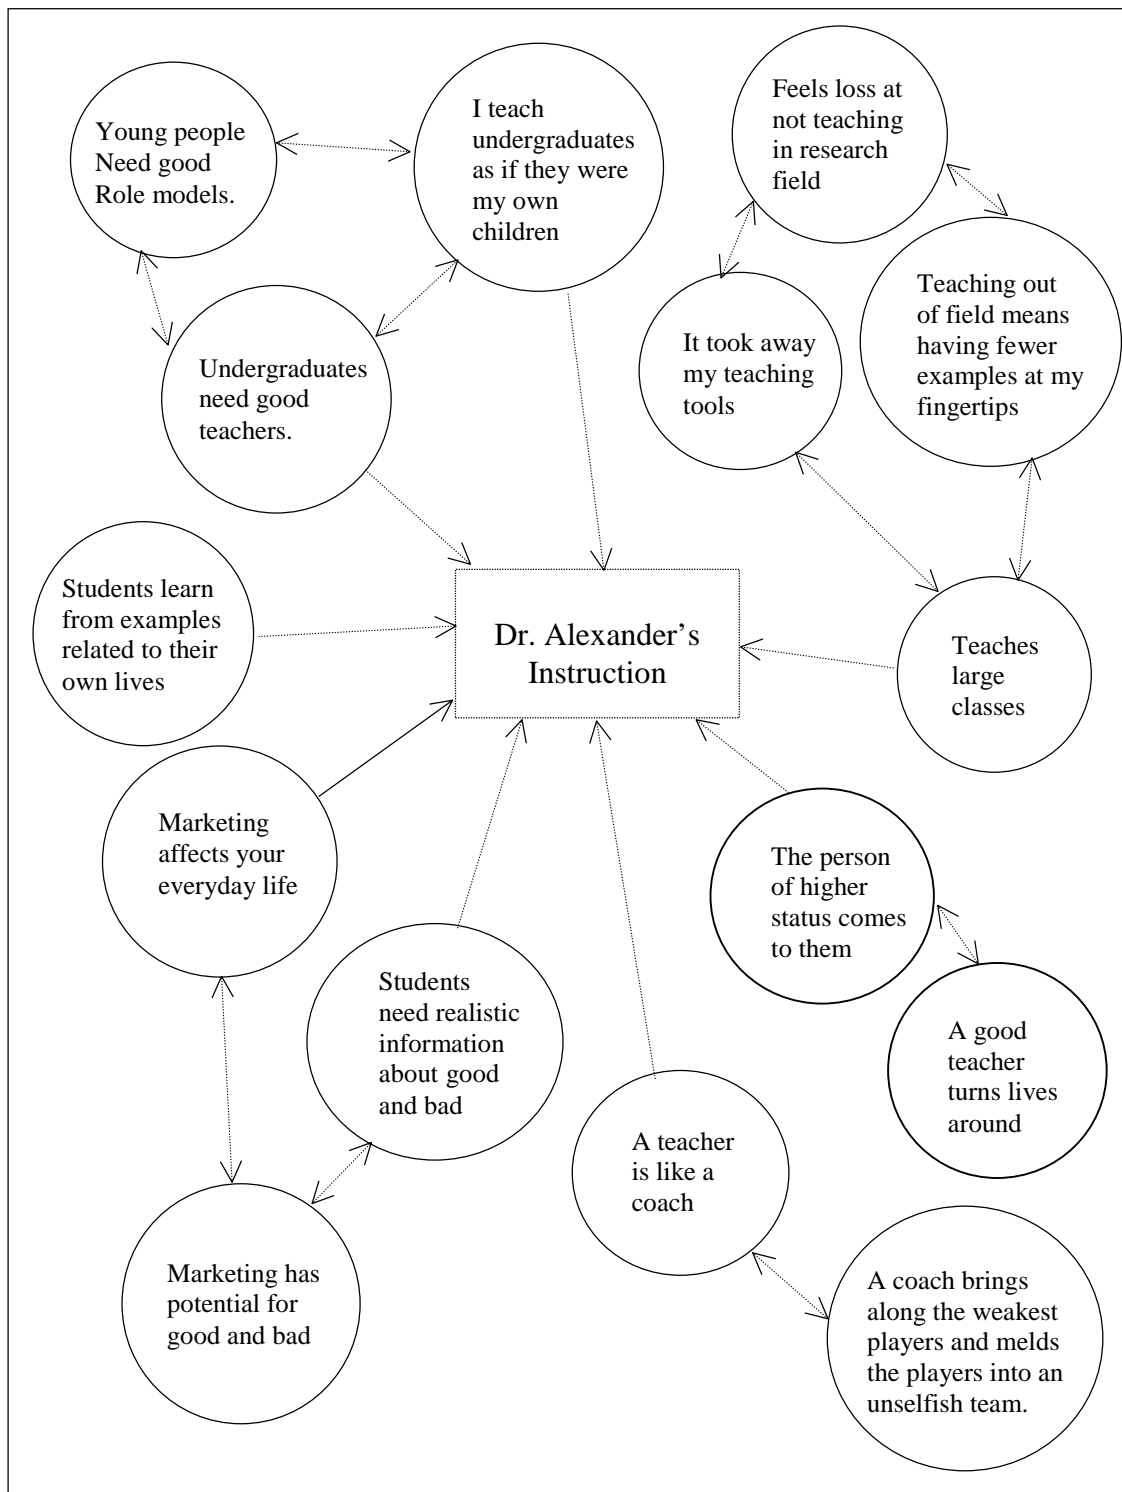 Young people
Need good
Role models.
I teach
undergraduates
as if they were
my own
children
Feels loss at
not teaching
in research
field
Undergraduates
need good
teachers.
It took away
my teaching
tools
Teaching out
of field means
having fewer
examples at my
fingertips
Students learn
from examples
related to their
own lives
Dr. Alexander’s
Instruction
Teaches
large
classes
Marketing
affects your
everyday life
The person
of higher
status comes
to them
Students
need realistic
information
about good
and bad
A good
teacher
turns lives
around
A teacher
is like a
coach
Marketing has
potential for
good and bad
A coach brings
along the weakest
players and melds
the players into an
unselfish team.